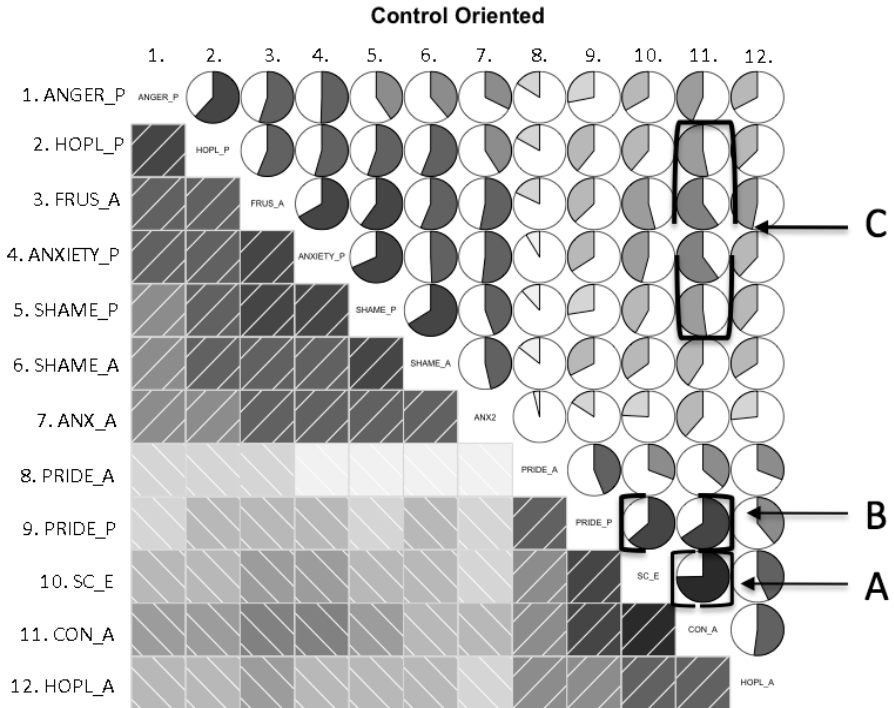 Control Oriented
1. 2. 3. 4. 5. 6. 7. 8. 9. 10. 11. 12.
1. ANGER_P ANGER_P
2. HOPL_P HOPL_P
3. FRUS_A FRUS_A
C
4. ANXIETY_P ANXIETY_P
5. SHAME_P SHAME_P
6. SHAME_A SHAME_A
7. ANX_A ANX2
8. PRIDE_A PRIDE_A
9. PRIDE_P PRIDE_P B
10. SC_E SC_E A
11. CON_A CON_A
12. HOPL_A HOPL_A